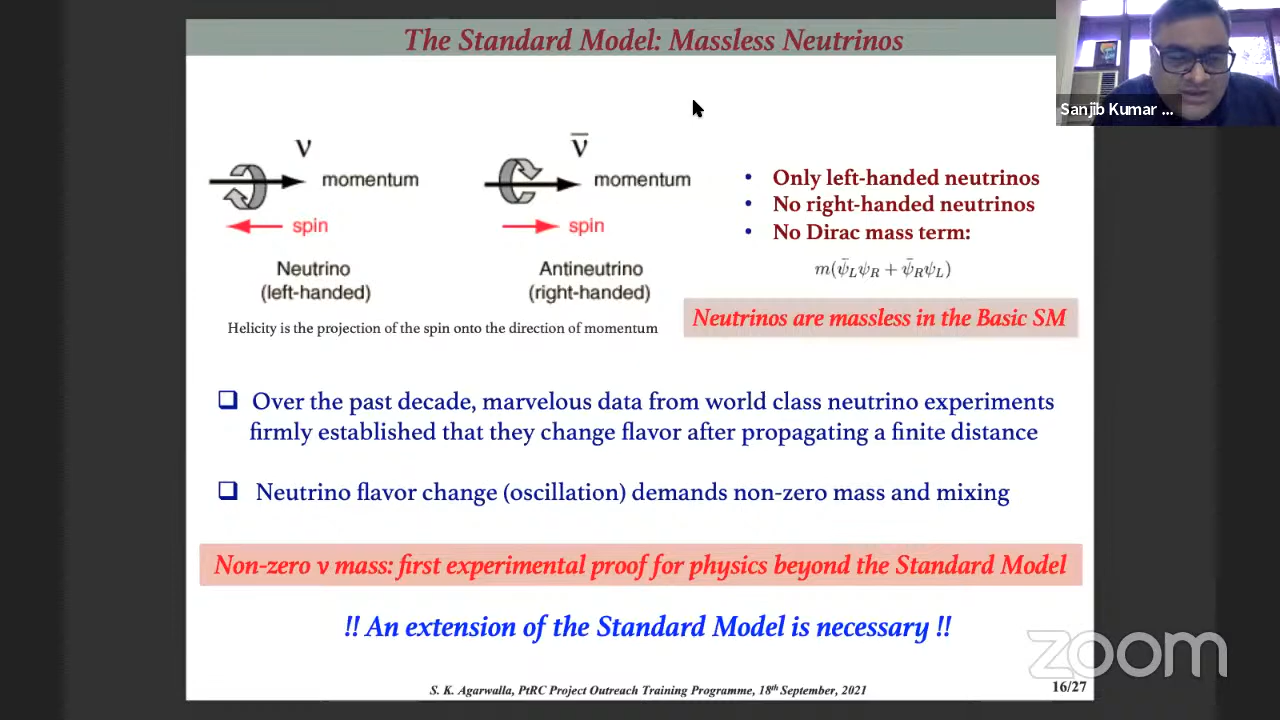 The Standard Model: Massless Neutrinos
Sanjib Kumar ...
ν
momentum
spin
Neutrino
(left-handed)
ν̅
momentum
spin
Antineutrino
(right-handed)
Helicity is the projection of the spin onto the direction of momentum
• Only left-handed neutrinos
• No right-handed neutrinos
• No Dirac mass term:
m(ψ̄_Lψ_R + ψ̄_Rψ_L)
Neutrinos are massless in the Basic SM
❑ Over the past decade, marvelous data from world class neutrino experiments
firmly established that they change flavor after propagating a finite distance
❑ Neutrino flavor change (oscillation) demands non-zero mass and mixing
Non-zero ν mass: first experimental proof for physics beyond the Standard Model
!! An extension of the Standard Model is necessary !!
zoom
S. K. Agarwalla, PtRC Project Outreach Training Programme, 18th September, 2021
16/27